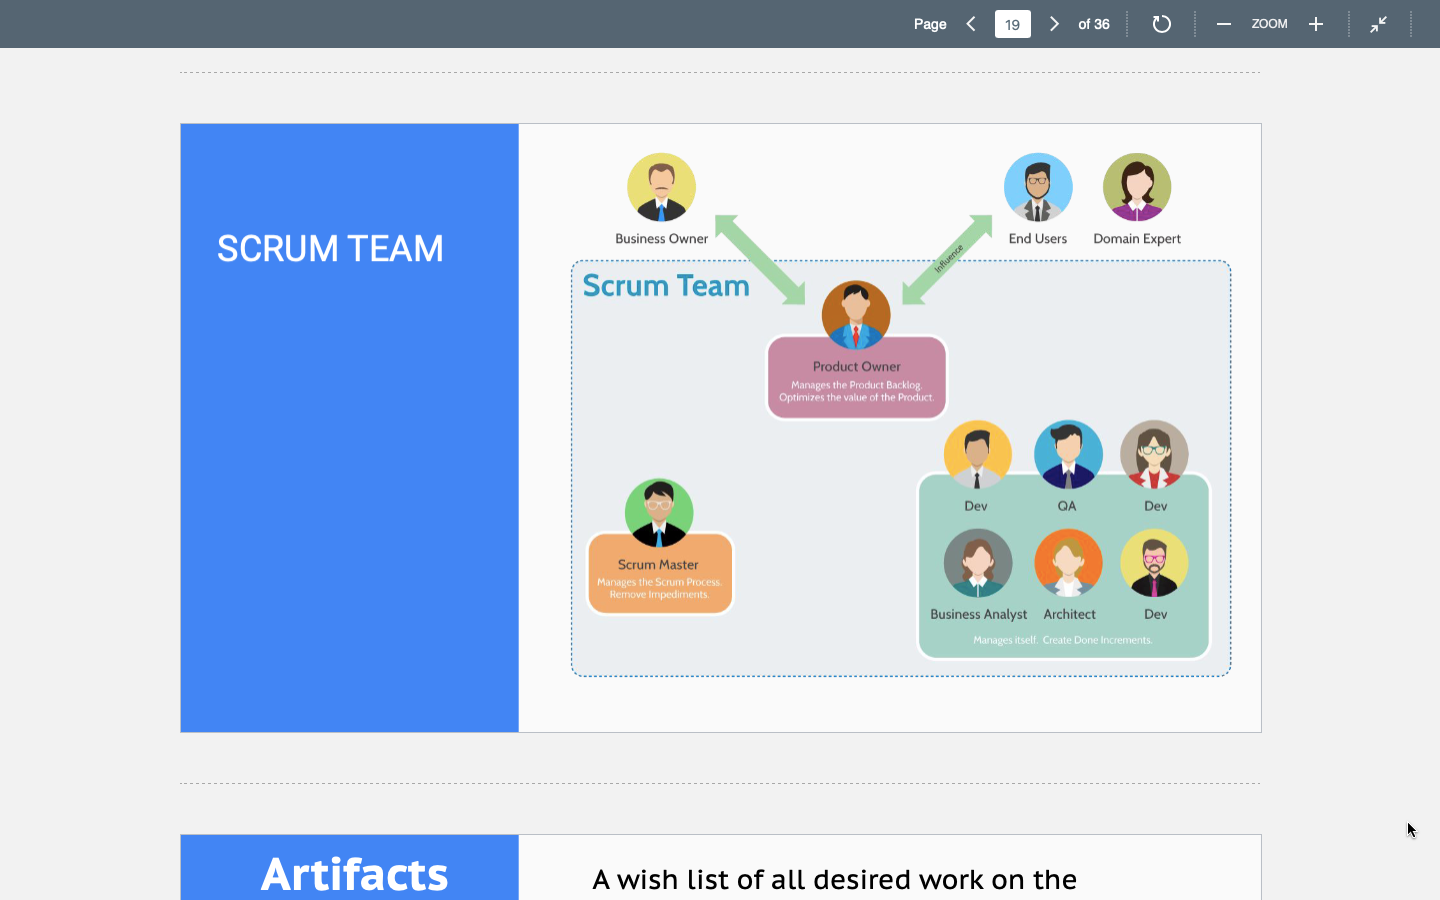 Page 19 of 36 ZOOM
SCRUM TEAM
Business Owner
End Users
Domain Expert
Influence
Scrum Team
Product Owner
Manages the Product Backlog.
Optimizes the value of the Product.
Scrum Master
Manages the Scrum Process.
Remove Impediments.
Dev
QA
Dev
Business Analyst
Architect
Dev
Manages itself. Create Done Increments.
Artifacts
A wish list of all desired work on the